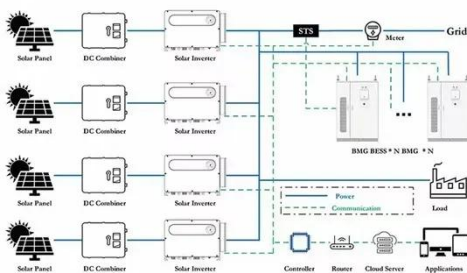 STS
Meter
Grid
Solar Panel
DC Combiner
Solar Inverter
Solar Panel
DC Combiner
Solar Inverter
BMG BESS * N BMG * N
Solar Panel
DC Combiner
Solar Inverter
Power
Communication
Load
Solar Panel
DC Combiner
Solar Inverter
Controller
Router
Cloud Server
Applications